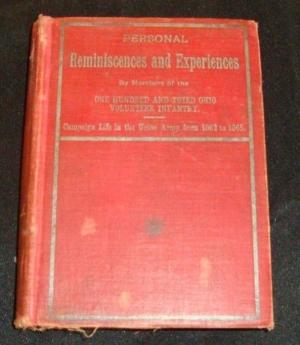 PERSONAL
Reminiscences and Experiences
By Members of the
ONE HUNDRED AND THIRD OHIO
VOLUNTEER INFANTRY.
Campaign Life in the Union Army from 1862 to 1865.